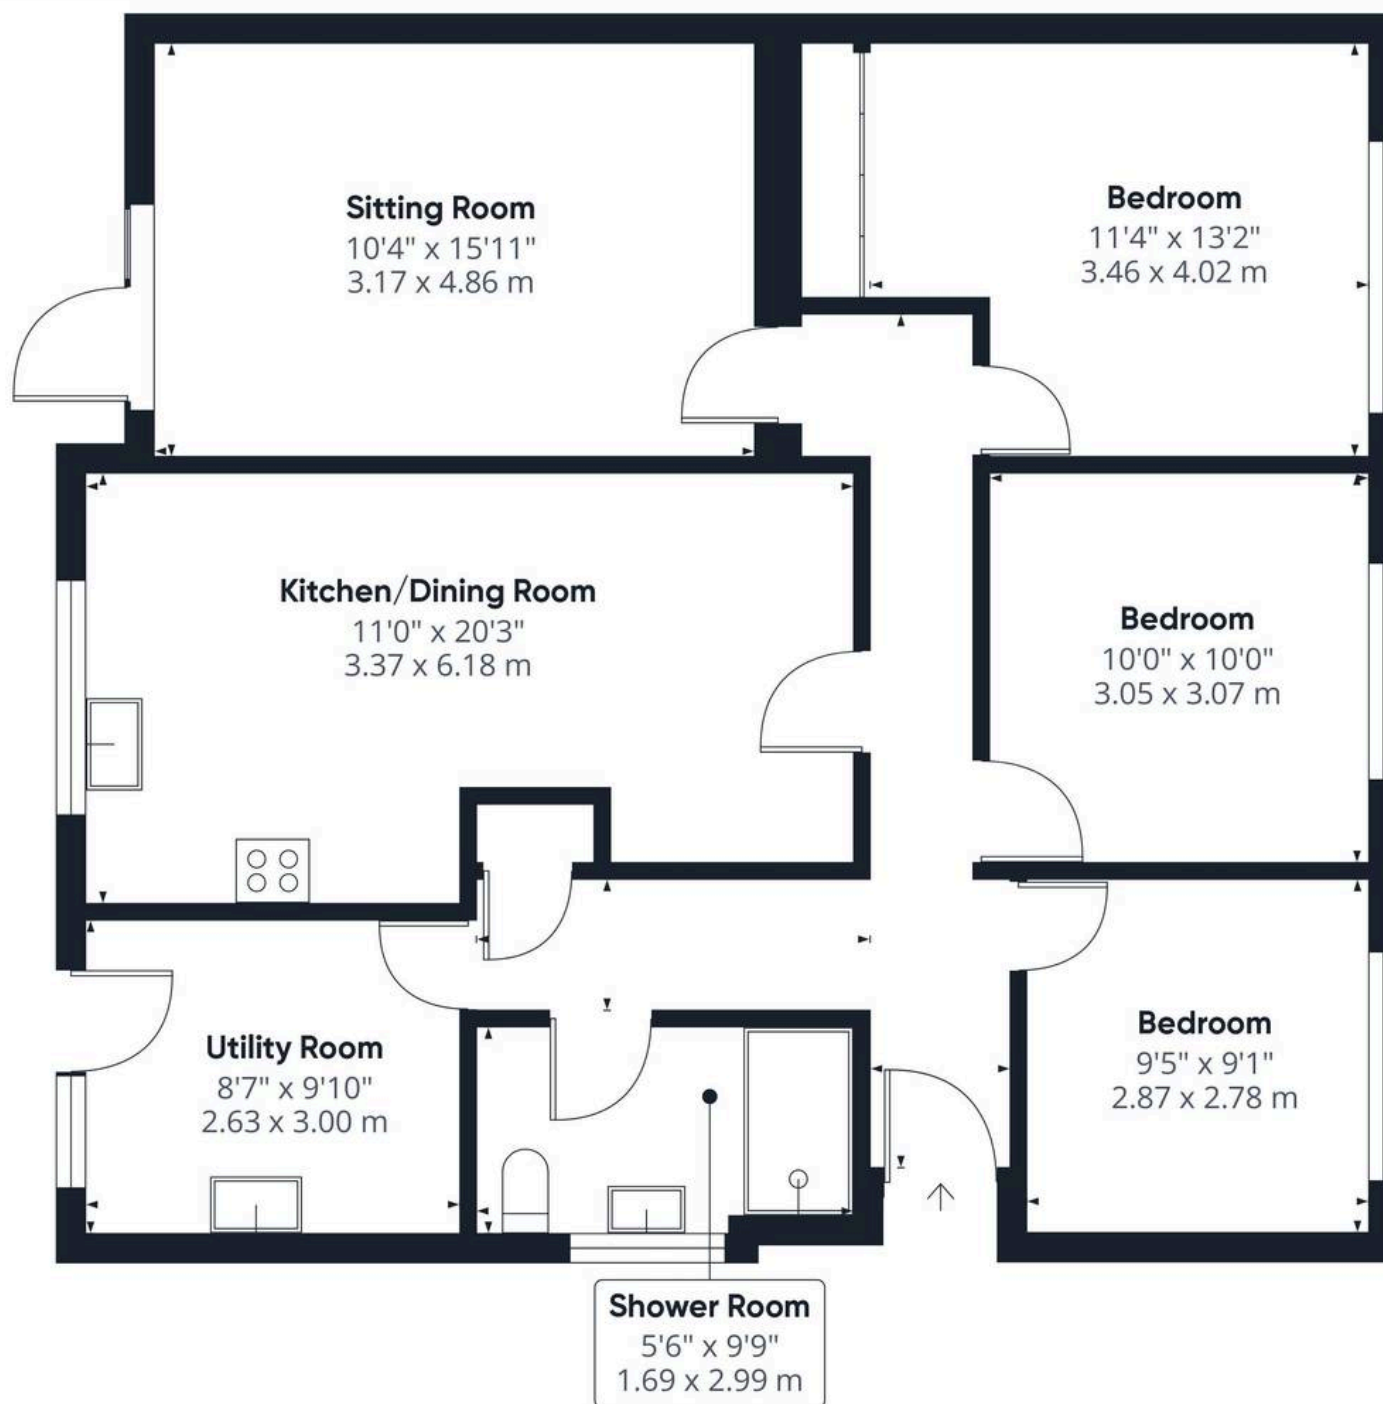 Sitting Room
10'4" x 15'11"
3.17 x 4.86 m
Bedroom
11'4" x 13'2"
3.46 x 4.02 m
Kitchen/Dining Room
11'0" x 20'3"
3.37 x 6.18 m
Bedroom
10'0" x 10'0"
3.05 x 3.07 m
Utility Room
8'7" x 9'10"
2.63 x 3.00 m
Bedroom
9'5" x 9'1"
2.87 x 2.78 m
Shower Room
5'6" x 9'9"
1.69 x 2.99 m